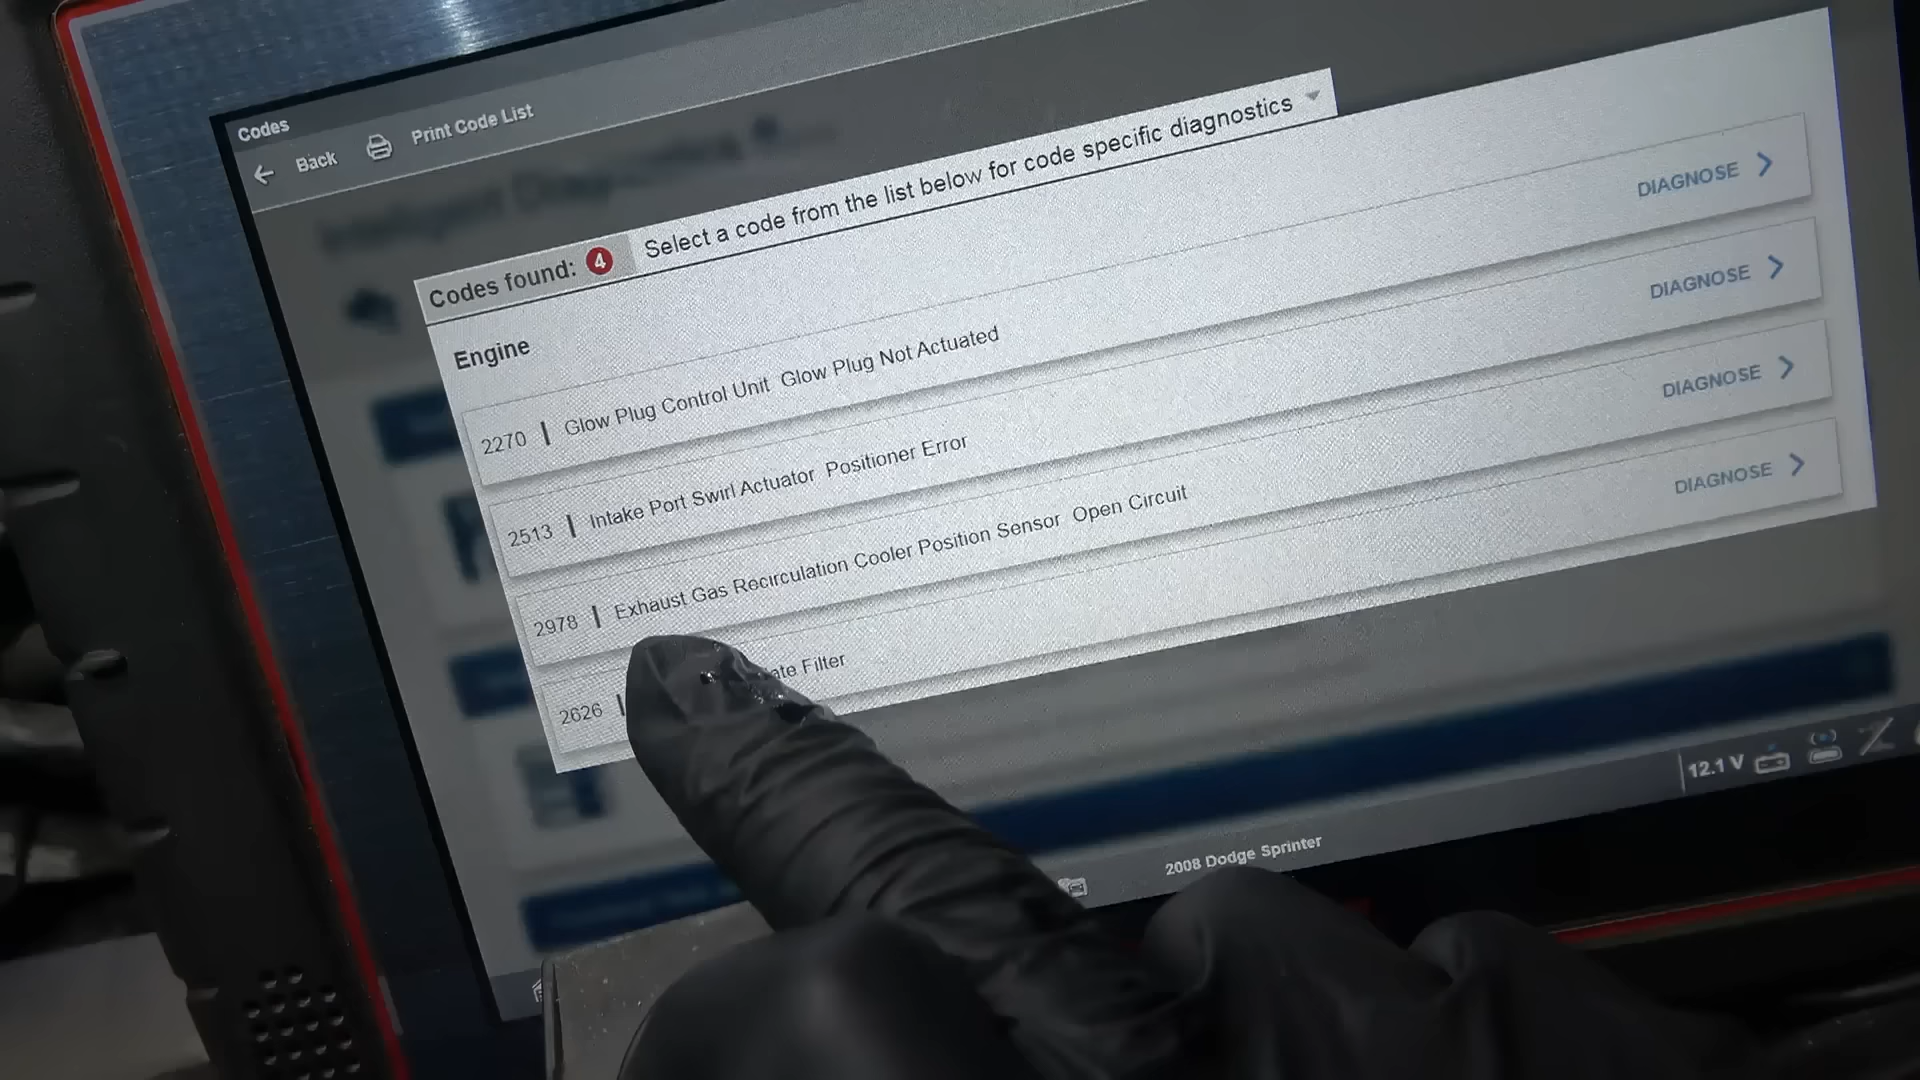 Codes
Back Print Code List
Codes found: 4 Select a code from the list below for code specific diagnostics
Engine
2270 | Glow Plug Control Unit Glow Plug Not Actuated DIAGNOSE
2513 | Intake Port Swirl Actuator Positioner Error DIAGNOSE
2978 | Exhaust Gas Recirculation Cooler Position Sensor Open Circuit DIAGNOSE
2626 | Filter DIAGNOSE
12.1 V
2008 Dodge Sprinter